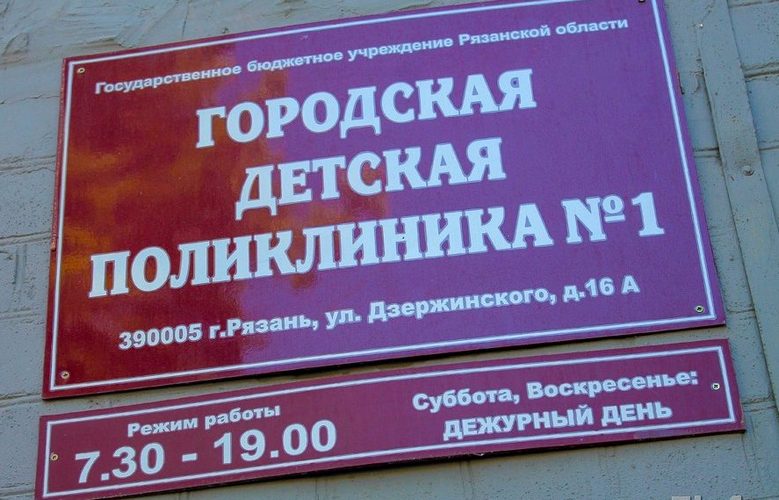 Государственное бюджетное учреждение Рязанской области
ГОРОДСКАЯ
ДЕТСКАЯ
ПОЛИКЛИНИКА №1
390005 г.Рязань, ул. Дзержинского, д.16 А
Режим работы
7.30 - 19.00
Суббота, Воскресенье:
ДЕЖУРНЫЙ ДЕНЬ